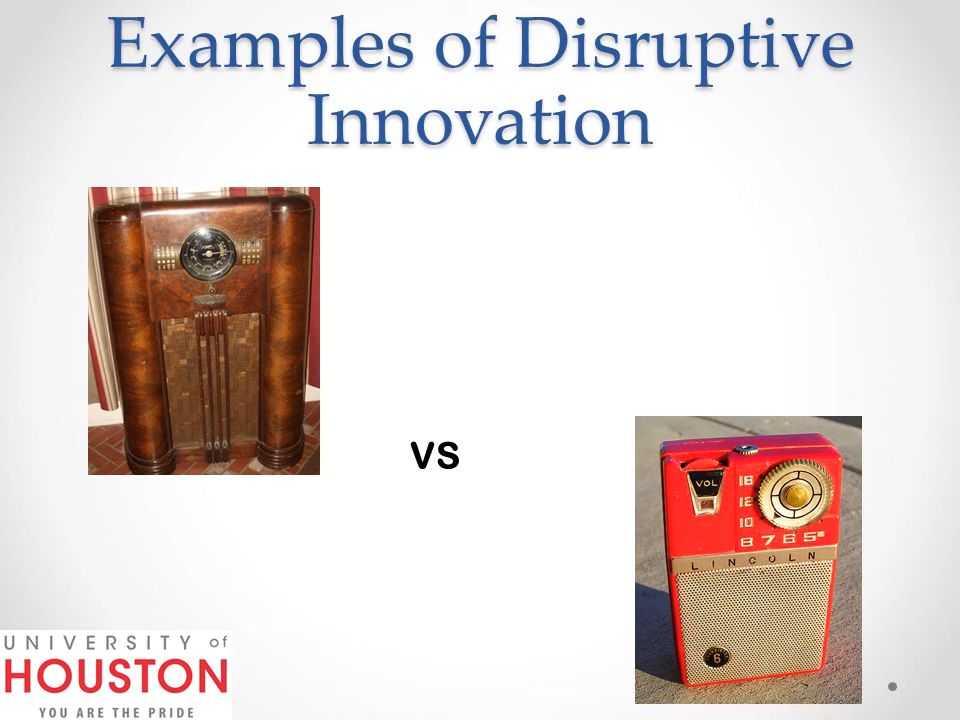 Examples of Disruptive
Innovation
vs
VOL
16
12
10
8 7 6 5
LINCOLN
6
UNIVERSITY of
HOUSTON
YOU ARE THE PRIDE